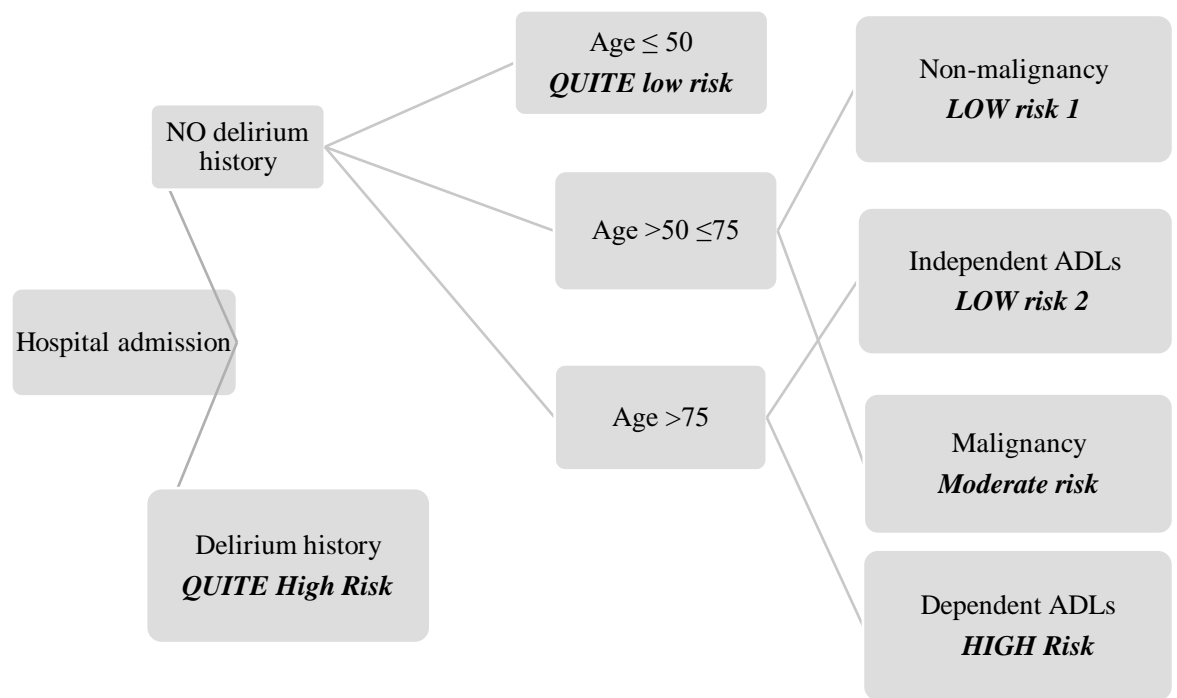 Hospital admission
NO delirium
history
Delirium history
QUITE High Risk
Age ≤ 50
QUITE low risk
Age >50 ≤75
Age >75
Non-malignancy
LOW risk 1
Independent ADLs
LOW risk 2
Malignancy
Moderate risk
Dependent ADLs
HIGH Risk